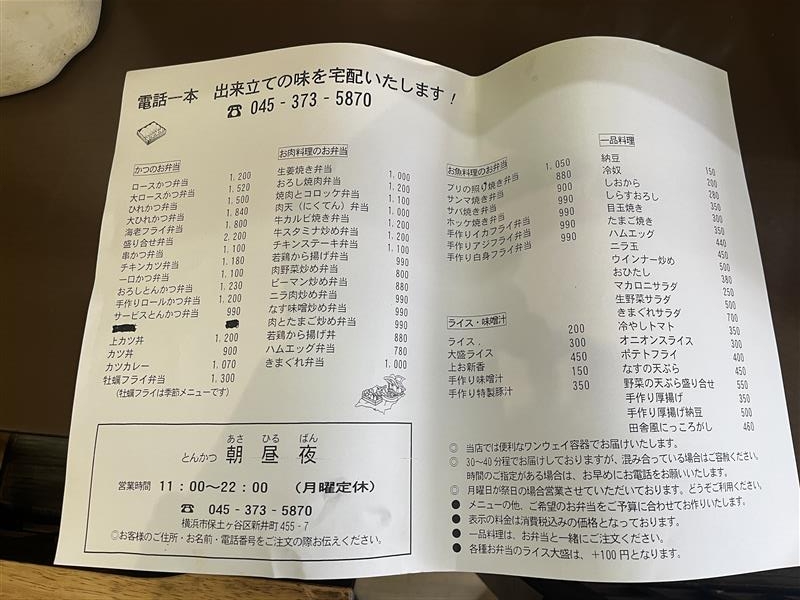 電話一本 出来立ての味を宅配いたします!
☎ 045-373-5870
かつのお弁当
ロースかつ弁当 1,200
大ロースかつ弁当 1,520
ひれかつ弁当 1,500
大ひれかつ弁当 1,840
海老フライ弁当 1,800
盛り合せ弁当 2,200
串かつ弁当 1,100
チキンカツ弁当 1,180
一口かつ弁当 1,100
おろしとんかつ弁当 1,230
手作りロールかつ弁当 1,200
サービスとんかつ弁当 990
上カツ丼 1,200
カツ丼 900
カツカレー 1,070
牡蠣フライ弁当 1,300
(牡蠣フライは季節メニューです)
お肉料理のお弁当
生姜焼き弁当 1,000
おろし焼肉弁当 1,200
焼肉とコロッケ弁当 1,100
肉天(にくてん)弁当 1,000
牛カルビ焼き弁当 1,200
牛スタミナ炒め弁当 1,200
チキンステーキ弁当 1,200
若鶏から揚げ弁当 990
肉野菜炒め弁当 800
ピーマン炒め弁当 880
ニラ肉炒め弁当 990
なす味噌炒め弁当 990
肉とたまご炒め弁当 990
若鶏から揚げ丼 880
ハムエッグ弁当 780
きまぐれ弁当 1,000
お魚料理のお弁当
ブリの照り焼き弁当 1,050
サンマ焼き弁当 880
サバ焼き弁当 900
ホッケ焼き弁当 900
手作りイカフライ弁当 990
手作りアジフライ弁当 990
手作り白身フライ弁当 990
ライス・味噌汁
ライス 200
大盛ライス 300
上お新香 450
手作り味噌汁 150
手作り特製豚汁 350
一品料理
納豆 150
冷奴 200
しおから 280
しらすおろし 350
目玉焼き 300
たまご焼き 350
ハムエッグ 440
ニラ玉 450
ウインナー炒め 500
おひたし 380
マカロニサラダ 250
生野菜サラダ 500
きまぐれサラダ 700
冷やしトマト 350
オニオンスライス 350
ポテトフライ 400
なすの天ぷら 450
野菜の天ぷら盛り合せ 550
手作り厚揚げ 350
手作り厚揚げ納豆 500
田舎風にっころがし 460
あさ ひる ばん
とんかつ 朝 昼 夜
営業時間 11:00〜22:00 (月曜定休)
☎ 045-373-5870
横浜市保土ヶ谷区新井町455-7
◎お客様のご住所・お名前・電話番号をご注文の際お伝えください。
◎ 当店では便利なワンウェイ容器でお届けいたします。
◎ 30〜40分程でお届けしておりますが、混み合っている場合はご容赦ください。
時間のご指定がある場合は、お早めにお電話をお願いいたします。
◎ 月曜日が祭日の場合営業させていただいております。どうぞご利用ください。
● メニューの他、ご希望のお弁当をご予算に合わせてお作りいたします。
● 表示の料金は消費税込みの価格となっております。
● 一品料理は、お弁当と一緒にご注文ください。
● 各種お弁当のライス大盛は、+100円となります。